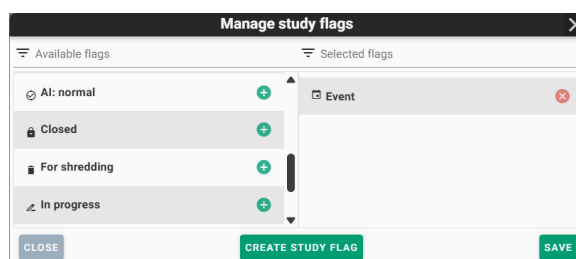 Manage study flags
Available flags
Selected flags
AI: normal
Event
Closed
For shredding
In progress
CLOSE
CREATE STUDY FLAG
SAVE